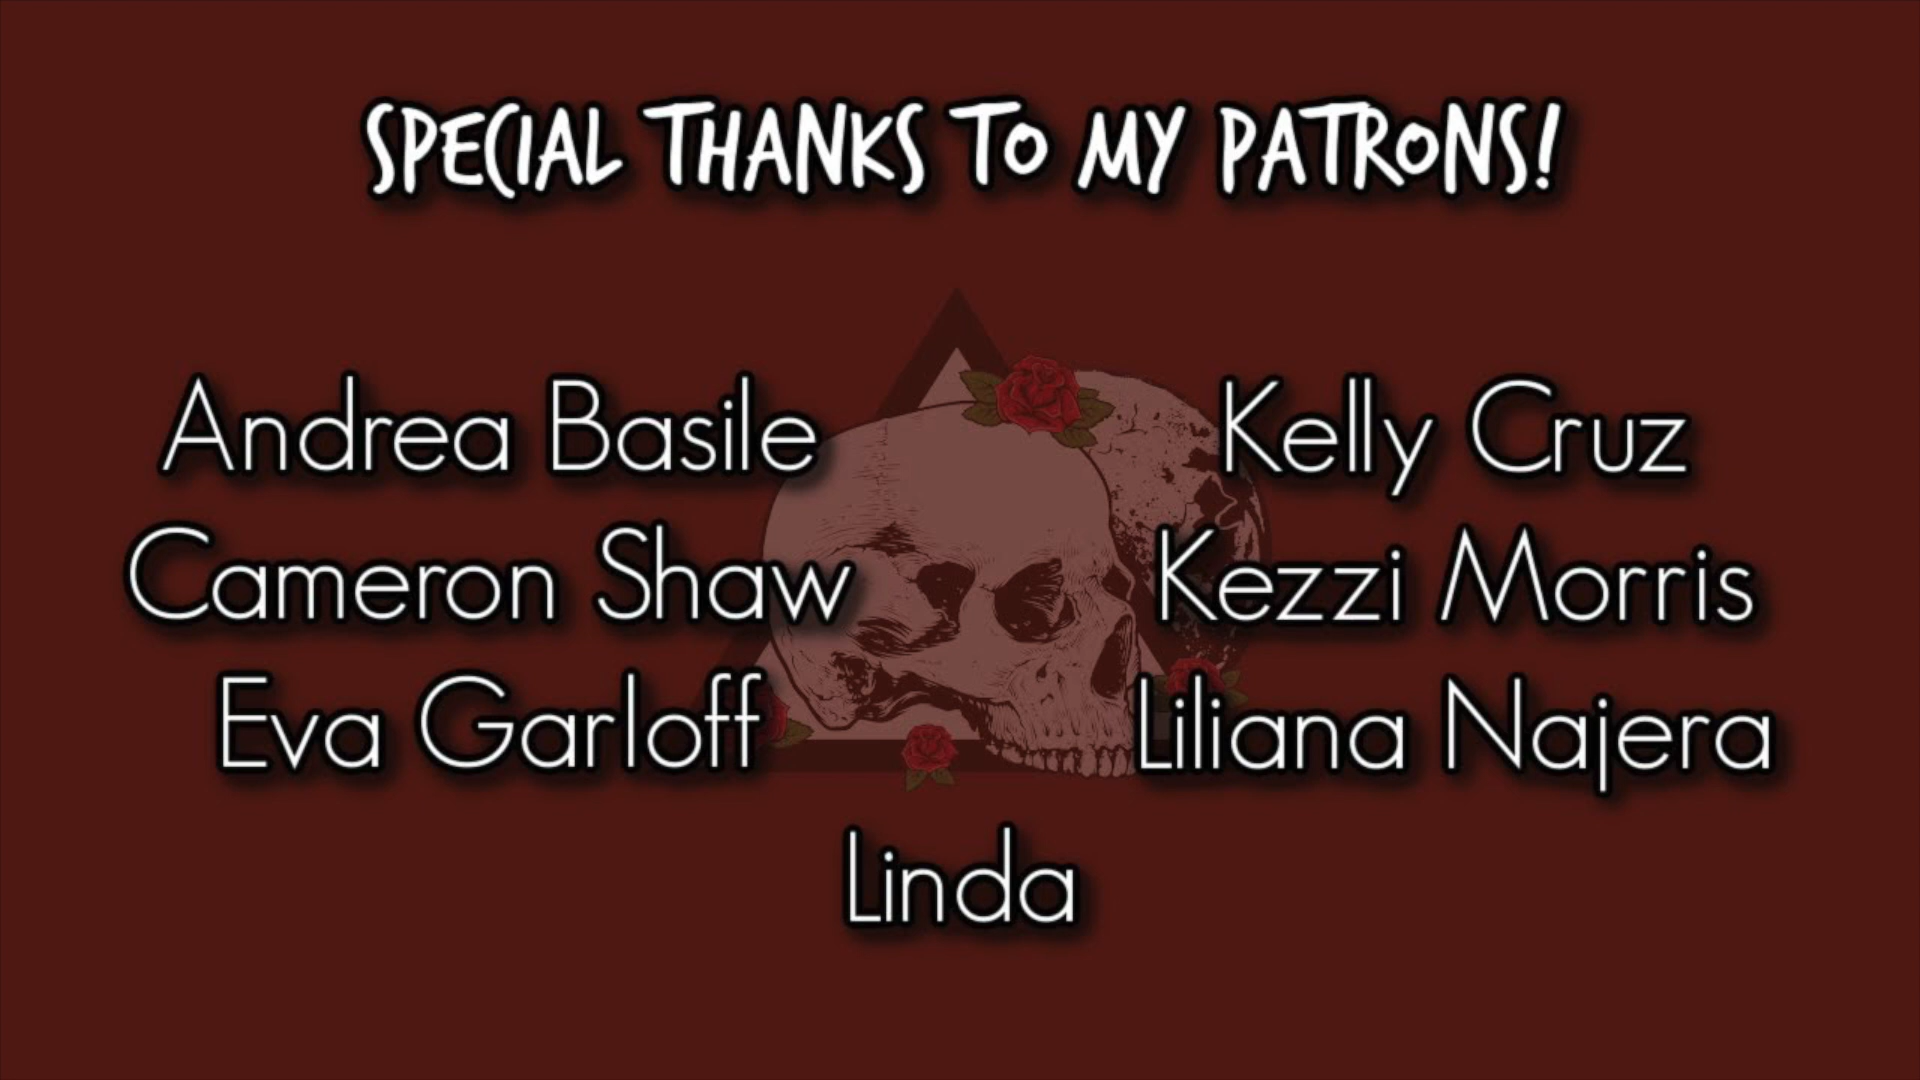 SPECIAL THANKS TO MY PATRONS!
Andrea Basile
Cameron Shaw
Eva Garloff
Kelly Cruz
Kezzi Morris
Liliana Najera
Linda